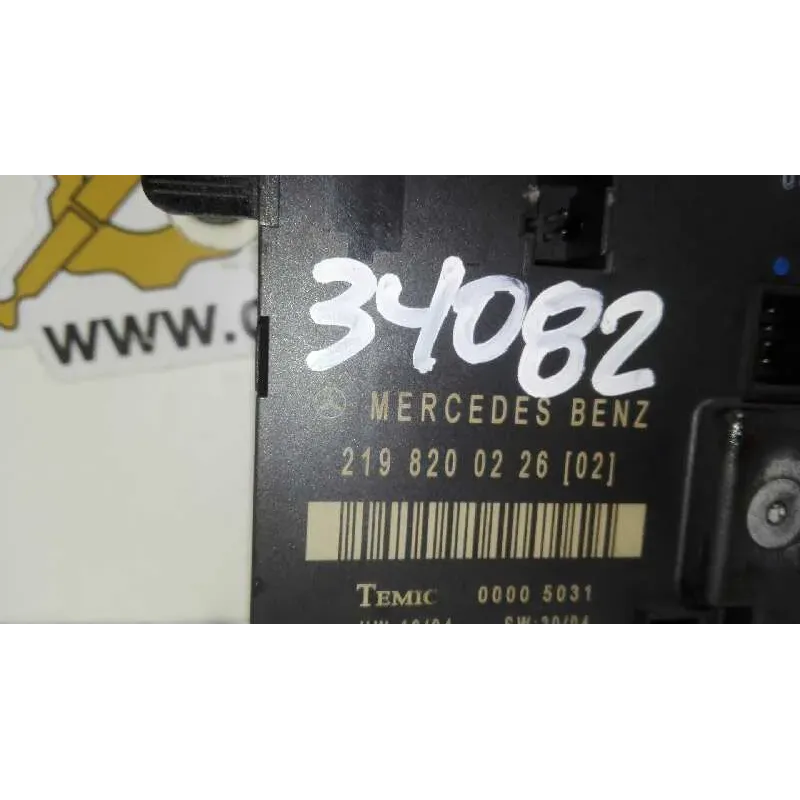 www.
34082
MERCEDES BENZ
219 820 02 26 [02]
TEMIC 0000 5031